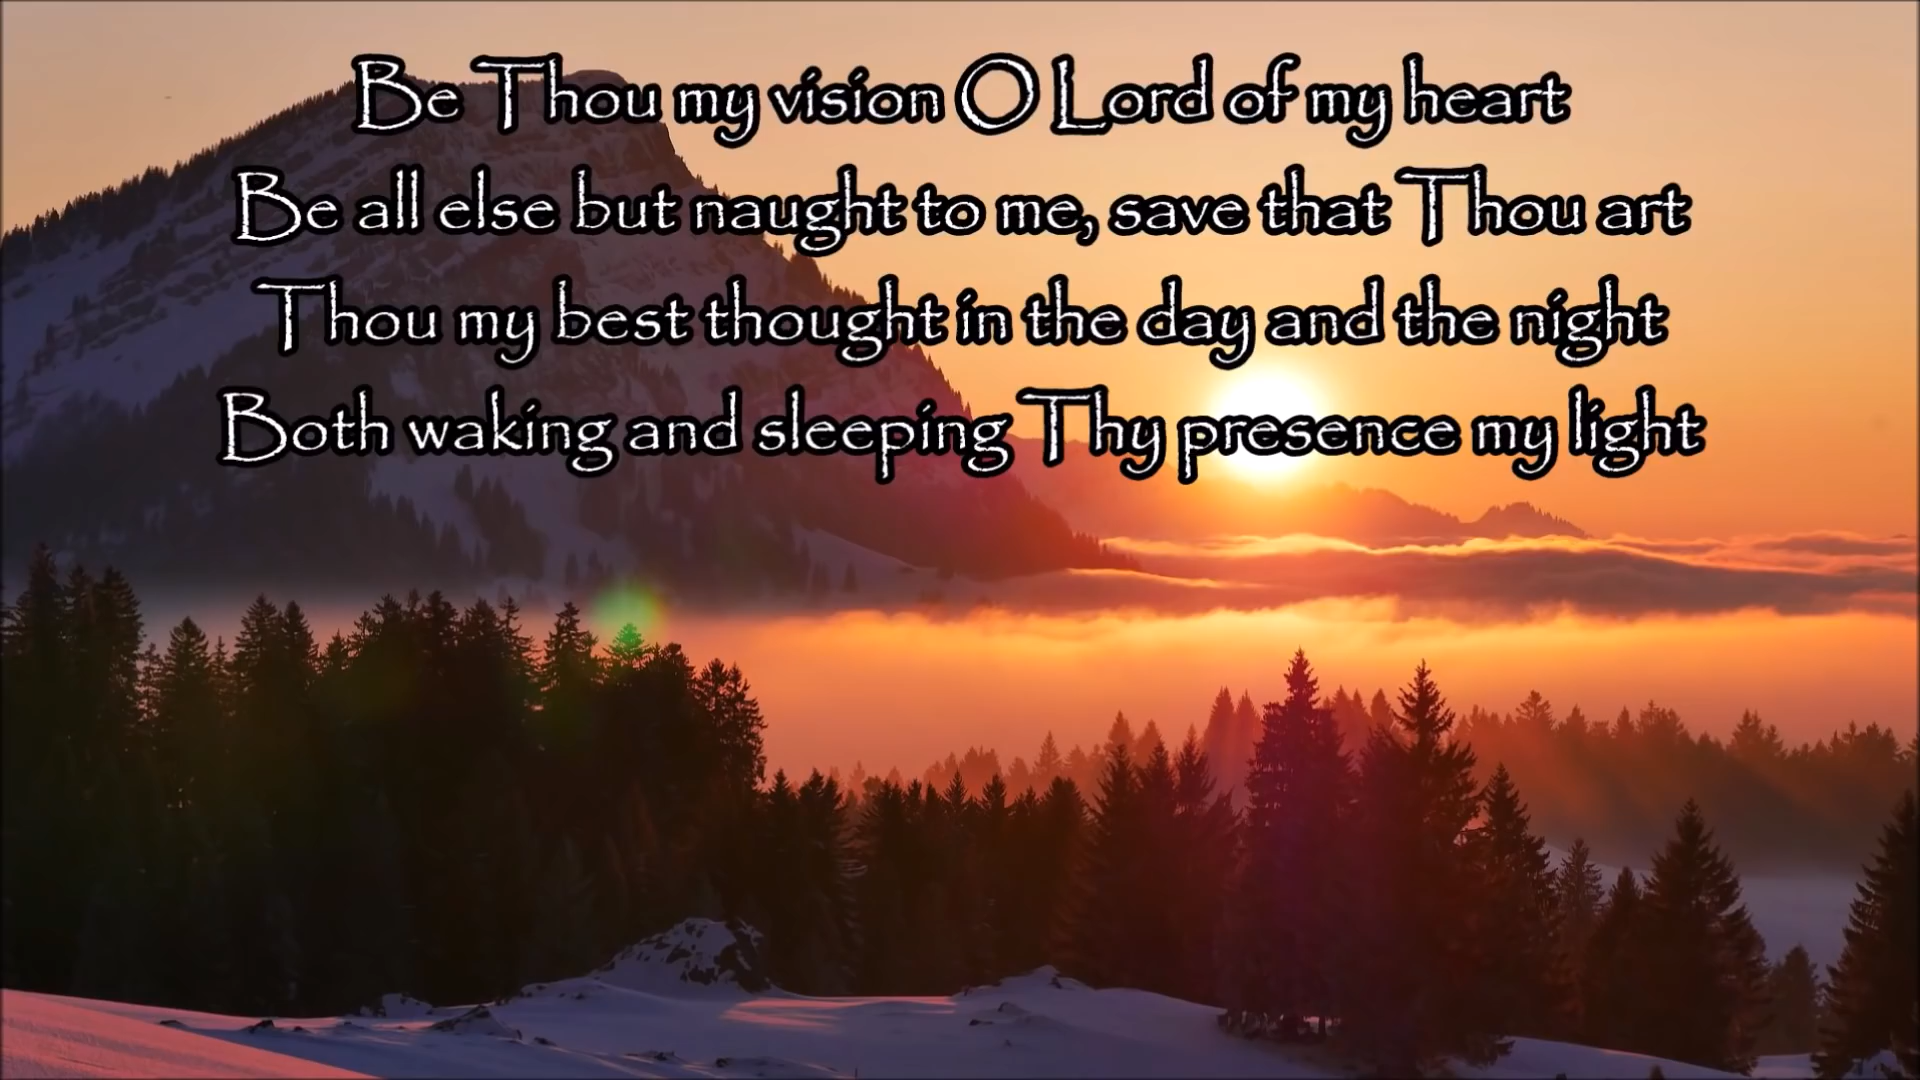 Be Thou my vision O Lord of my heart
Be all else but naught to me, save that Thou art
Thou my best thought in the day and the night
Both waking and sleeping Thy presence my light